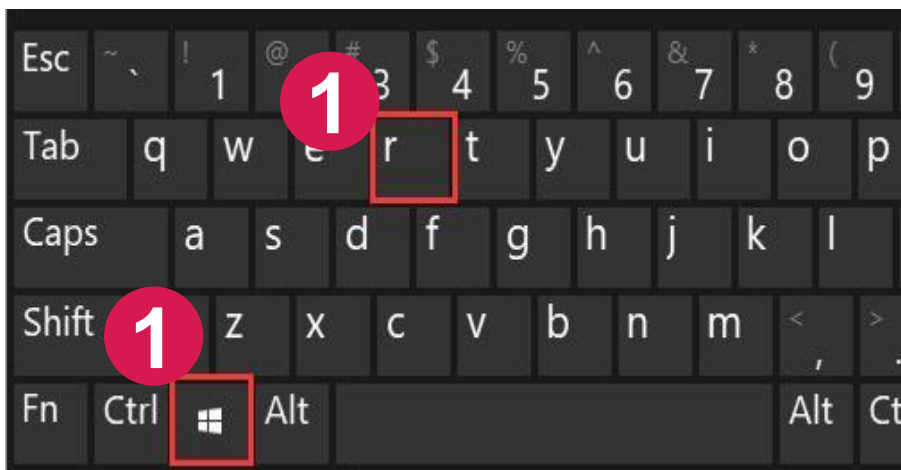 Esc ~ ` ! 1 @ # 3 $ 4 % 5 ^ 6 & 7 * 8 ( 9
1
Tab q w e r t y u i o p
Caps a s d f g h j k l
Shift 1 z x c v b n m < , > .
Fn Ctrl Alt Alt Ct